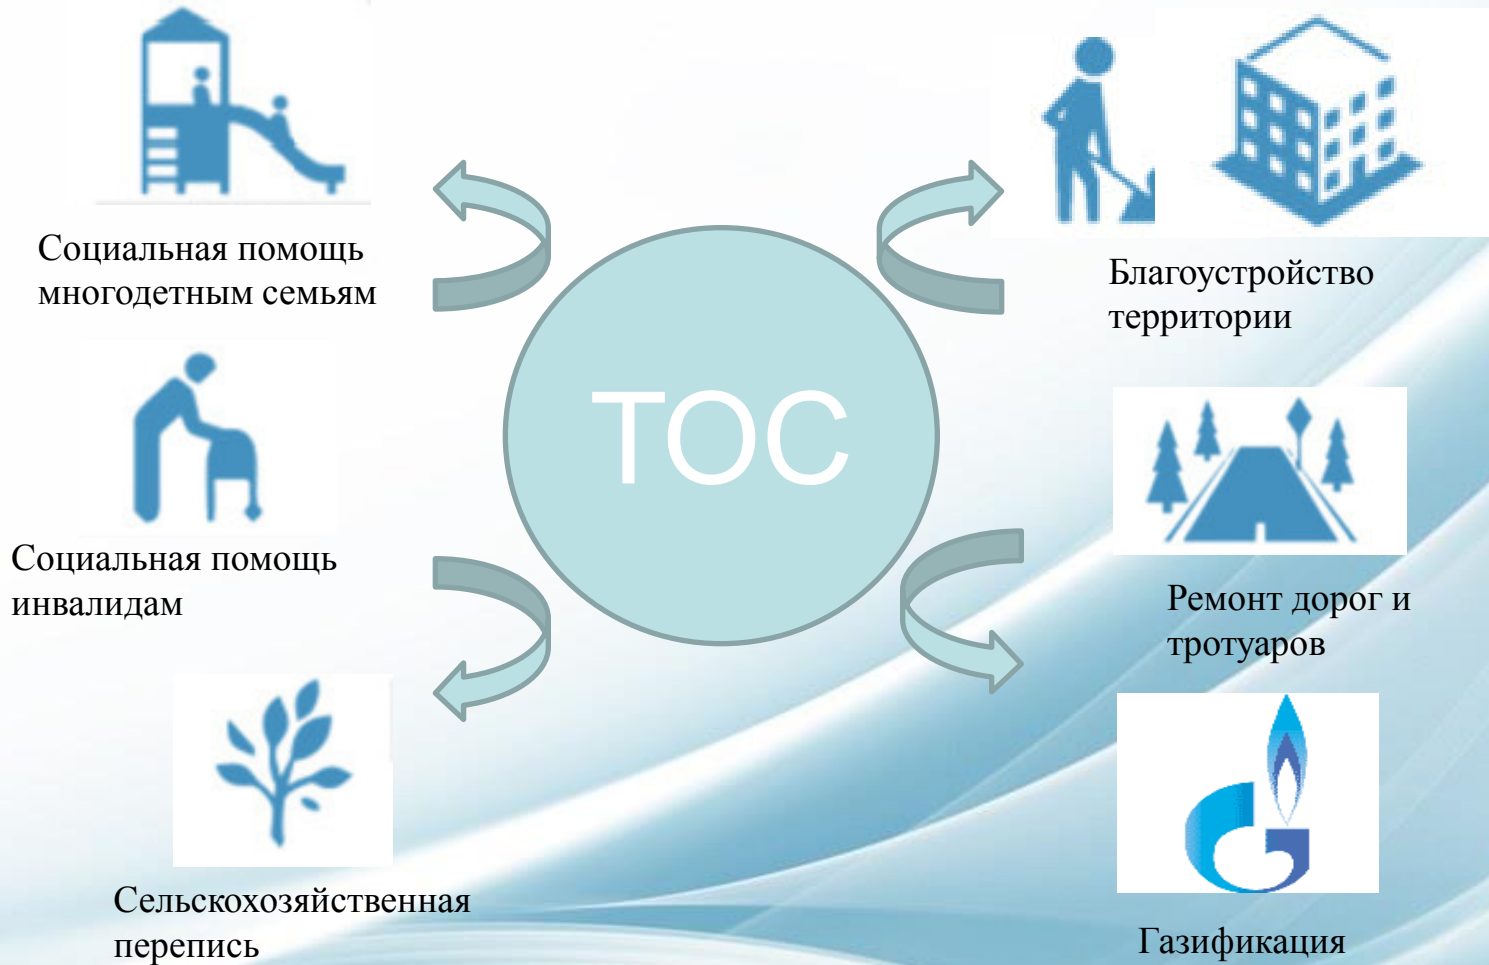 Социальная помощь
многодетным семьям
Социальная помощь
инвалидам
Сельскохозяйственная
перепись
ТОС
Благоустройство
территории
Ремонт дорог и
тротуаров
Газификация